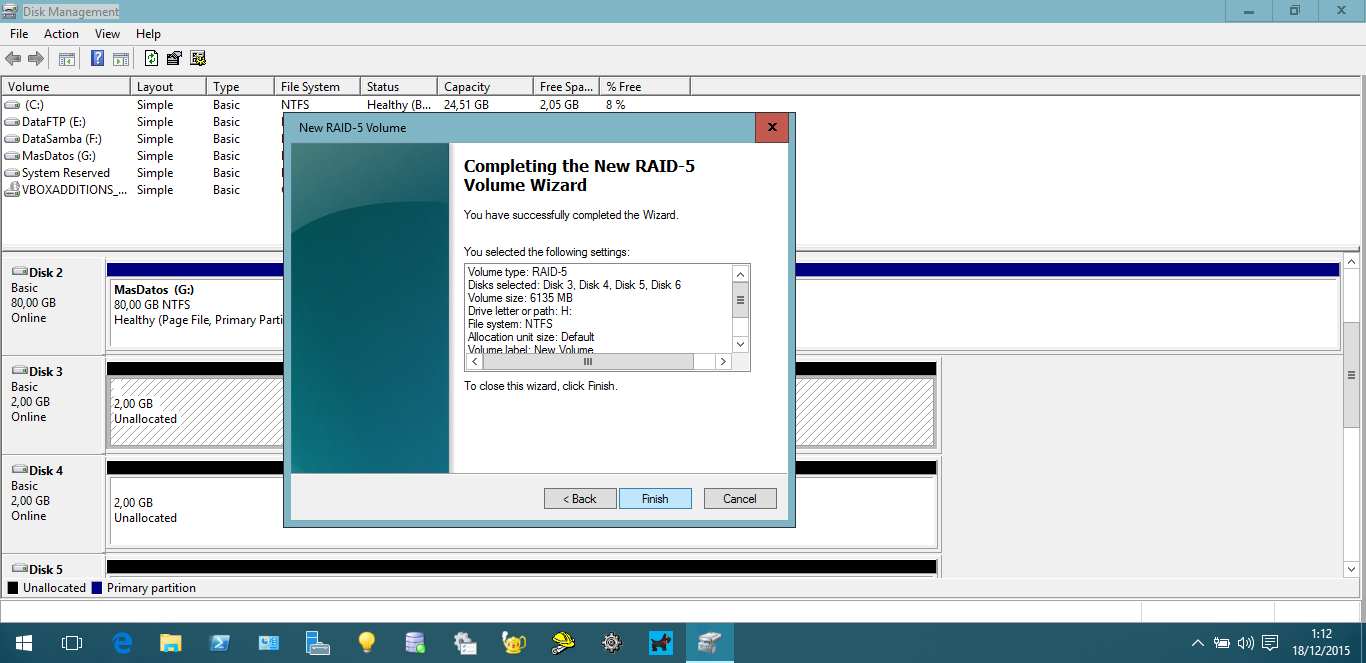 Disk Management
File Action View Help
Volume Layout Type File System Status Capacity Free Spa... % Free
(C:) Simple Basic NTFS Healthy (B... 24,51 GB 2,05 GB 8 %
DataFTP (E:) Simple Basic
DataSamba (F:) Simple Basic
MasDatos (G:) Simple Basic
System Reserved Simple Basic
VBOXADDITIONS_... Simple Basic
New RAID-5 Volume
Completing the New RAID-5
Volume Wizard
You have successfully completed the Wizard.
You selected the following settings:
Volume type: RAID-5
Disks selected: Disk 3, Disk 4, Disk 5, Disk 6
Volume size: 6135 MB
Drive letter or path: H:
File system: NTFS
Allocation unit size: Default
Volume label: New Volume
To close this wizard, click Finish.
< Back Finish Cancel
Disk 2
Basic
80,00 GB
Online
MasDatos (G:)
80,00 GB NTFS
Healthy (Page File, Primary Parti
Disk 3
Basic
2,00 GB
Online
2,00 GB
Unallocated
Disk 4
Basic
2,00 GB
Online
2,00 GB
Unallocated
Disk 5
Unallocated Primary partition
1:12
18/12/2015